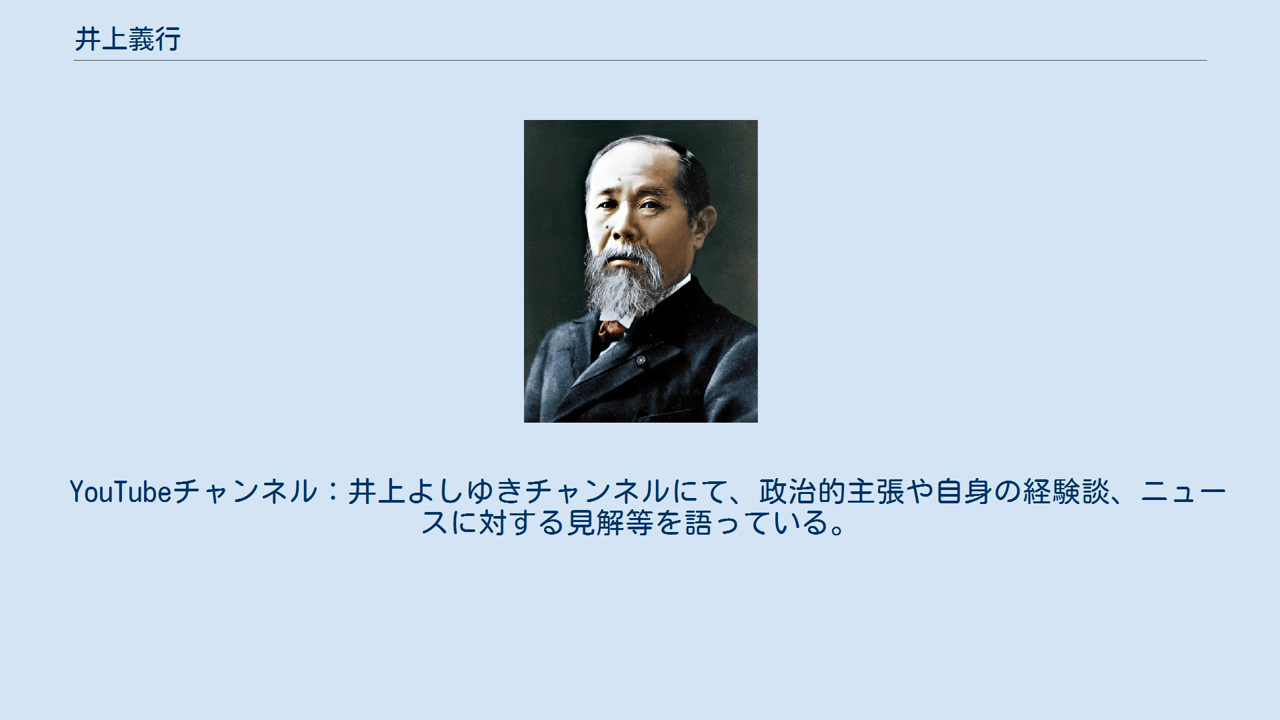 井上義行
YouTubeチャンネル：井上よしゆきチャンネルにて、政治的主張や自身の経験談、ニュー
スに対する見解等を語っている。